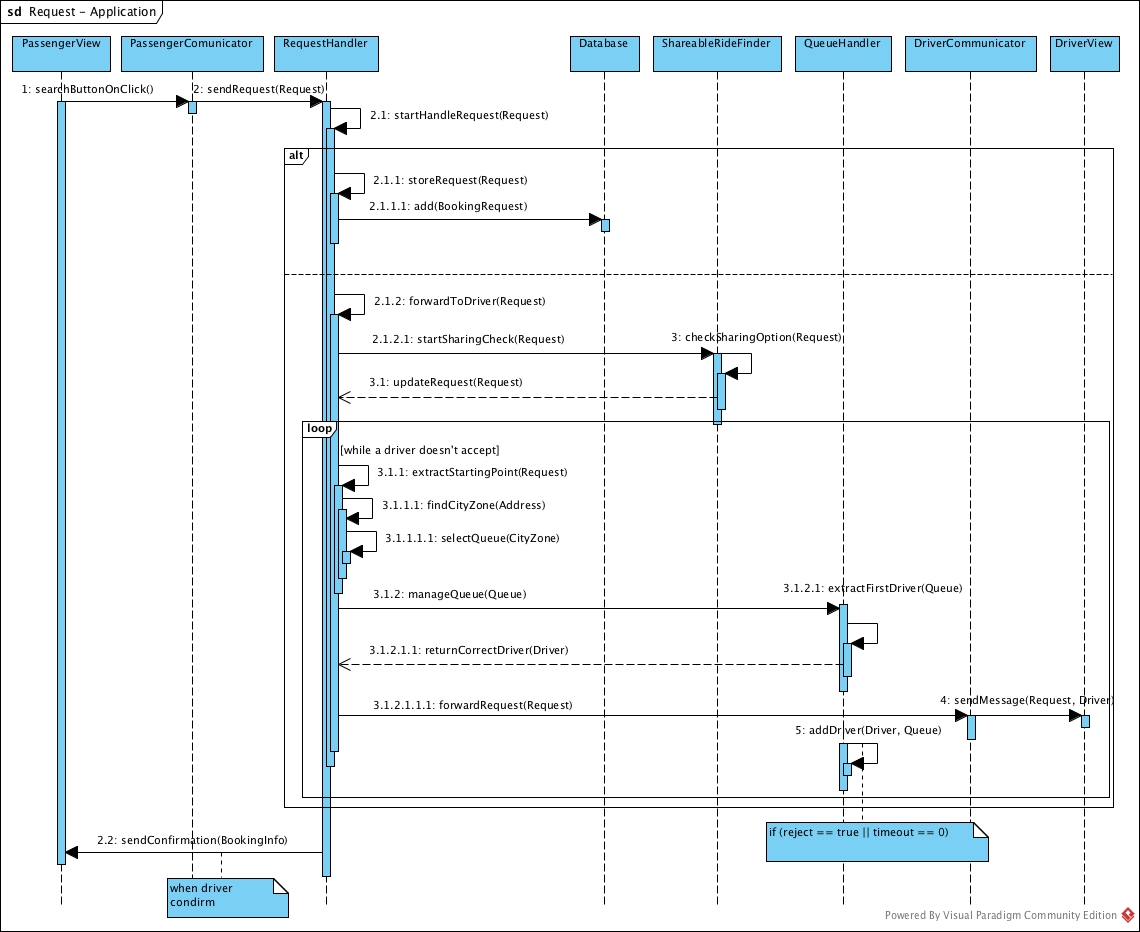 sd Request - Application
PassengerView PassengerComunicator RequestHandler Database ShareableRideFinder QueueHandler DriverCommunicator DriverView
1: searchButtonOnClick() 2: sendRequest(Request)
2.1: startHandleRequest(Request)
alt
2.1.1: storeRequest(Request)
2.1.1.1: add(BookingRequest)
2.1.2: forwardToDriver(Request)
2.1.2.1: startSharingCheck(Request) 3: checkSharingOption(Request)
3.1: updateRequest(Request)
loop
[while a driver doesn't accept]
3.1.1: extractStartingPoint(Request)
3.1.1.1: findCityZone(Address)
3.1.1.1.1: selectQueue(CityZone)
3.1.2: manageQueue(Queue) 3.1.2.1: extractFirstDriver(Queue)
3.1.2.1.1: returnCorrectDriver(Driver)
3.1.2.1.1.1: forwardRequest(Request) 4: sendMessage(Request, Driver)
5: addDriver(Driver, Queue)
if (reject == true || timeout == 0)
2.2: sendConfirmation(BookingInfo)
when driver
condirm
Powered By Visual Paradigm Community Edition